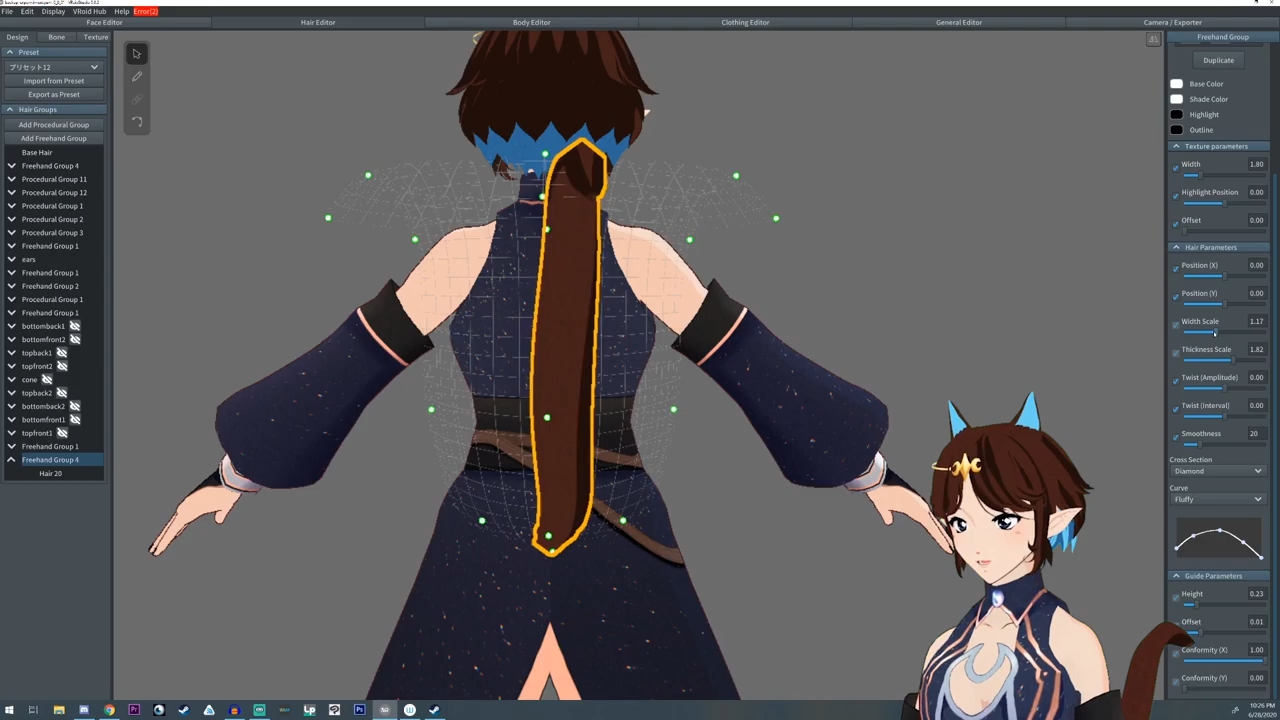 File Edit Display VRoid Hub Help Error(2)
Face Editor Hair Editor Body Editor Clothing Editor General Editor Camera / Exporter
Design Bone Texture
Preset
プリセット12
Import from Preset
Export as Preset
Hair Groups
Add Procedural Group
Add Freehand Group
Base Hair
Freehand Group 4
Procedural Group 11
Procedural Group 12
Procedural Group 1
Procedural Group 2
Procedural Group 3
Freehand Group 1
ears
Freehand Group 1
Freehand Group 2
Procedural Group 1
Freehand Group 1
bottomback1
bottomfront2
topback1
topfront2
cone
topback2
bottomback2
bottomfront1
topfront1
Freehand Group 1
Freehand Group 4
Hair 20
Freehand Group
Duplicate
Base Color
Shade Color
Highlight
Outline
Texture parameters
Width 1.80
Highlight Position 0.00
Offset 0.00
Hair Parameters
Position (X) 0.00
Position (Y) 0.00
Width Scale 1.17
Thickness Scale 1.82
Twist (Amplitude) 0.00
Twist (Interval) 0.00
Smoothness 20
Cross Section
Diamond
Curve
Fluffy
Guide Parameters
Height 0.23
Offset 0.01
Conformity (X) 1.00
Conformity (Y) 0.00
10:26 PM
6/28/2020